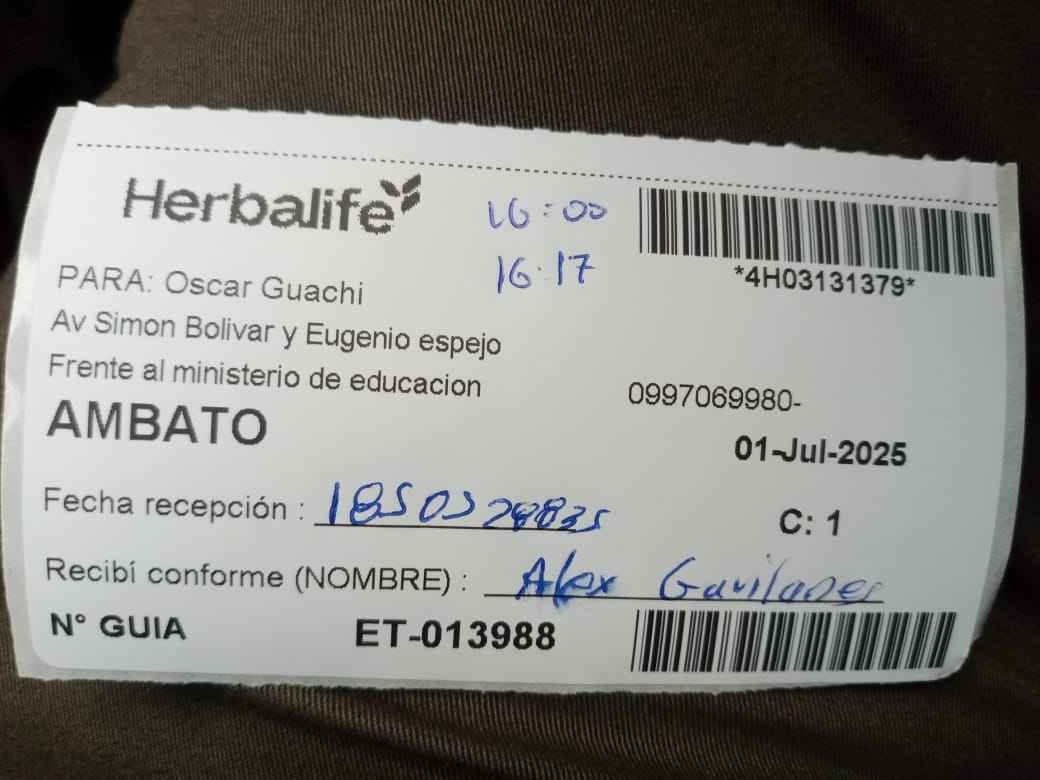 Herbalife
16:00
16:17
*4H03131379*
PARA: Oscar Guachi
Av Simon Bolivar y Eugenio espejo
Frente al ministerio de educacion
0997069980-
AMBATO
01-Jul-2025
Fecha recepción :
C: 1
Recibí conforme (NOMBRE) : Alex Gavilanes
N° GUIA ET-013988